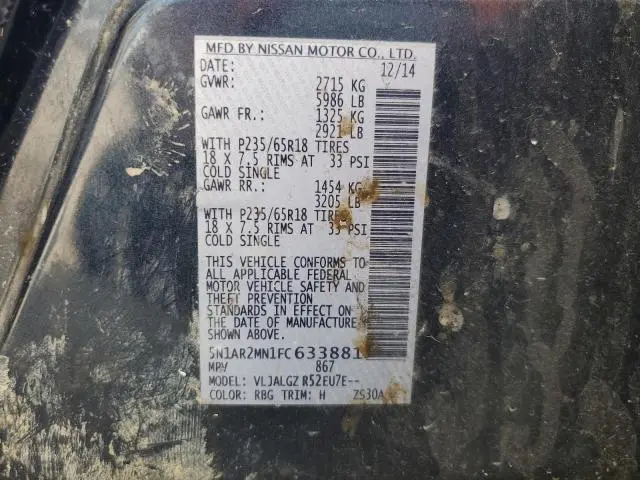 MFD BY NISSAN MOTOR CO., LTD.
DATE: 12/14
GVWR: 2715 KG
5986 LB
GAWR FR.: 1325 KG
2921 LB
WITH P235/65R18 TIRES
18 X 7.5 RIMS AT 33 PSI
COLD SINGLE
GAWR RR.: 1454 KG
3205 LB
WITH P235/65R18 TIRES
18 X 7.5 RIMS AT 33 PSI
COLD SINGLE
THIS VEHICLE CONFORMS TO
ALL APPLICABLE FEDERAL
MOTOR VEHICLE SAFETY AND
THEFT PREVENTION
STANDARDS IN EFFECT ON
THE DATE OF MANUFACTURE
SHOWN ABOVE.
5N1AR2MN1FC633881
MPV 867
MODEL: VLJALGZ R52EU7E--
COLOR: RBG TRIM: H ZS30A